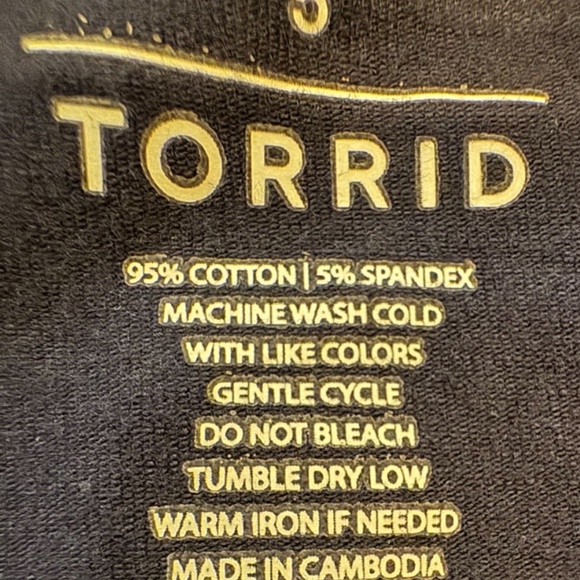 TORRID
95% COTTON | 5% SPANDEX
MACHINE WASH COLD
WITH LIKE COLORS
GENTLE CYCLE
DO NOT BLEACH
TUMBLE DRY LOW
WARM IRON IF NEEDED
MADE IN CAMBODIA